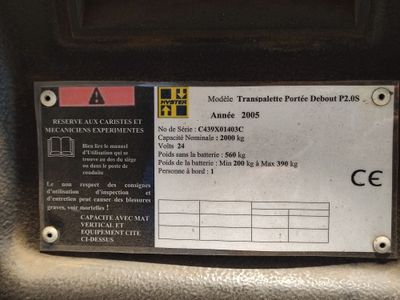 RESERVE AUX CARISTES ET
MECANICIENS EXPERIMENTES
Bien lire le manuel
d'Utilisation qui se
trouve au dos du siège
ou dans le poste de
conduite
Le non respect des consignes
d'utilisation d'inspection et
d'entretien peut causer des blessures
graves, voir mortelles !
CAPACITE AVEC MAT
VERTICAL ET
EQUIPEMENT CITE
CI-DESSUS
HYSTER
Modèle Transpalette Portée Debout P2.0S
Année 2005
No de Série : C439X01403C
Capacité Nominale : 2000 kg
Volts 24
Poids sans la batterie : 560 kg
Poids de la batterie : Min 200 kg à Max 390 kg
Personne à bord : 1
CE